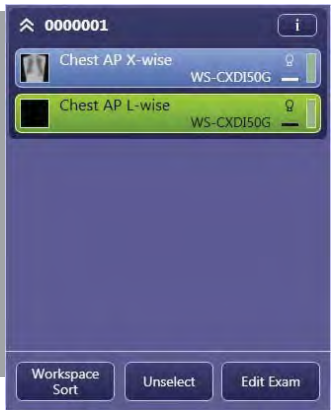 0000001
i
Chest AP X-wise
WS-CXDI50G
Chest AP L-wise
WS-CXDI50G
Workspace
Sort
Unselect
Edit Exam